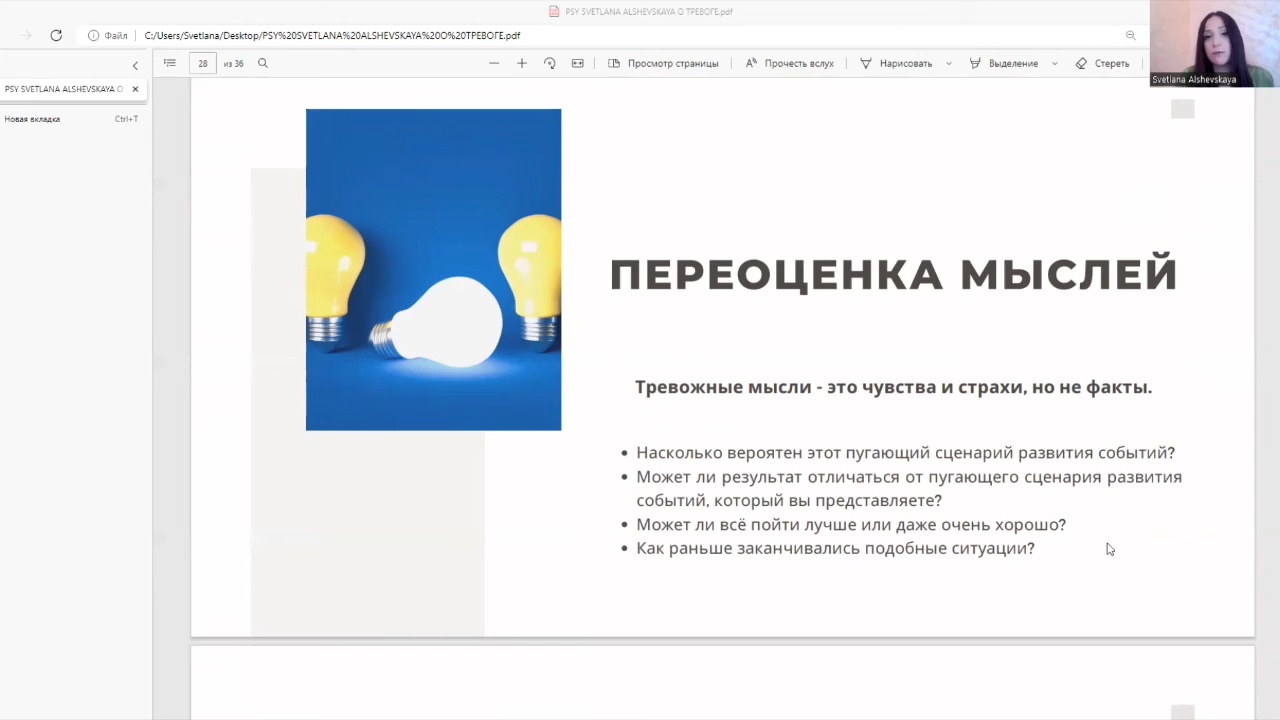 PSY SVETLANA ALSHEVSKAYA О ТРЕВОГЕ.pdf
Файл
C:/Users/Svetlana/Desktop/PSY%20SVETLANA%20ALSHEVSKAYA%20О%20ТРЕВОГЕ.pdf
28 из 36
Просмотр страницы
Прочесть вслух
Нарисовать
Выделение
Стереть
Svetlana Alshevskaya
PSY SVETLANA ALSHEVSKAYA О
Новая вкладка Ctrl+T
ПЕРЕОЦЕНКА МЫСЛЕЙ
Тревожные мысли - это чувства и страхи, но не факты.
• Насколько вероятен этот пугающий сценарий развития событий?
• Может ли результат отличаться от пугающего сценария развития
событий, который вы представляете?
• Может ли всё пойти лучше или даже очень хорошо?
• Как раньше заканчивались подобные ситуации?